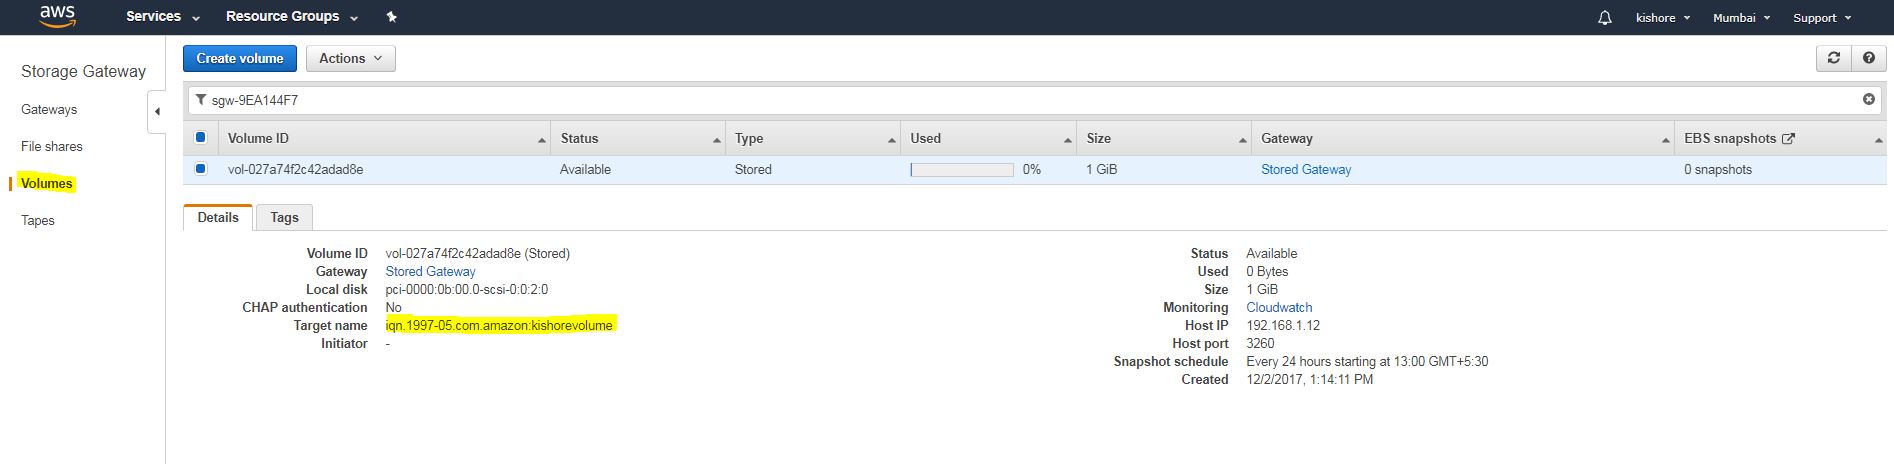 aws Services Resource Groups kishore Mumbai Support
Storage Gateway
Gateways
File shares
Volumes
Tapes
Create volume Actions
sgw-9EA144F7
Volume ID Status Type Used Size Gateway EBS snapshots
vol-027a74f2c42adad8e Available Stored 0% 1 GiB Stored Gateway 0 snapshots
Details Tags
Volume ID vol-027a74f2c42adad8e (Stored)
Gateway Stored Gateway
Local disk pci-0000:0b:00.0-scsi-0:0:2:0
CHAP authentication No
Target name iqn.1997-05.com.amazon:kishorevolume
Initiator -
Status Available
Used 0 Bytes
Size 1 GiB
Monitoring Cloudwatch
Host IP 192.168.1.12
Host port 3260
Snapshot schedule Every 24 hours starting at 13:00 GMT+5:30
Created 12/2/2017, 1:14:11 PM